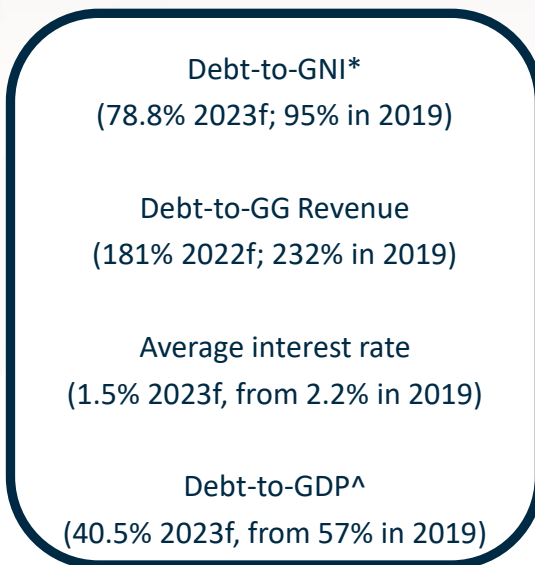 Debt-to-GNI*
(78.8% 2023f; 95% in 2019)
Debt-to-GG Revenue
(181% 2022f; 232% in 2019)
Average interest rate
(1.5% 2023f, from 2.2% in 2019)
Debt-to-GDP^
(40.5% 2023f, from 57% in 2019)